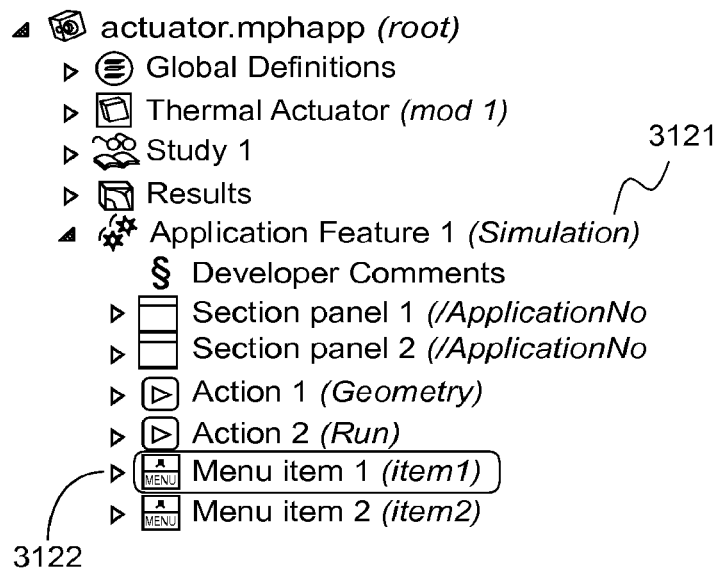 actuator.mphapp (root)
Global Definitions
Thermal Actuator (mod 1)
3121
Study 1
Results
Application Feature 1 (Simulation)
§ Developer Comments
Section panel 1 (/ApplicationNo
Section panel 2 (/ApplicationNo
Action 1 (Geometry)
Action 2 (Run)
MENU Menu item 1 (item1)
MENU Menu item 2 (item2)
3122